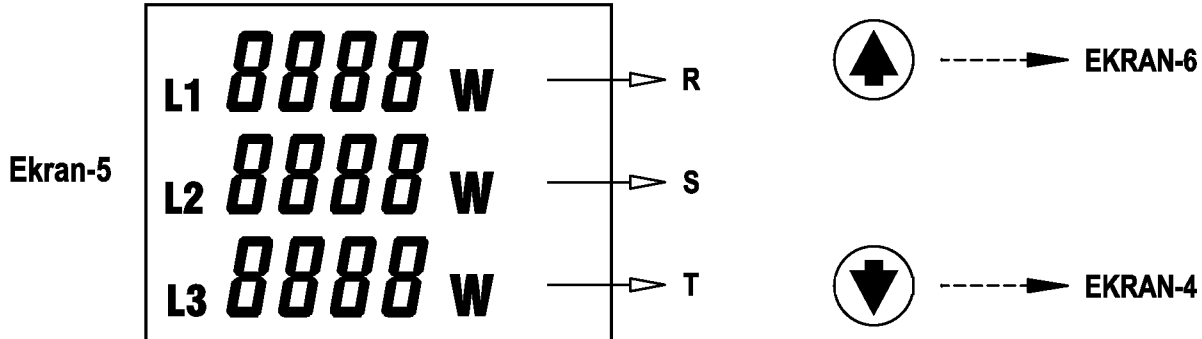 L1 8888 W R
EKRAN-6
Ekran-5
L2 8888 W S
L3 8888 W T
EKRAN-4